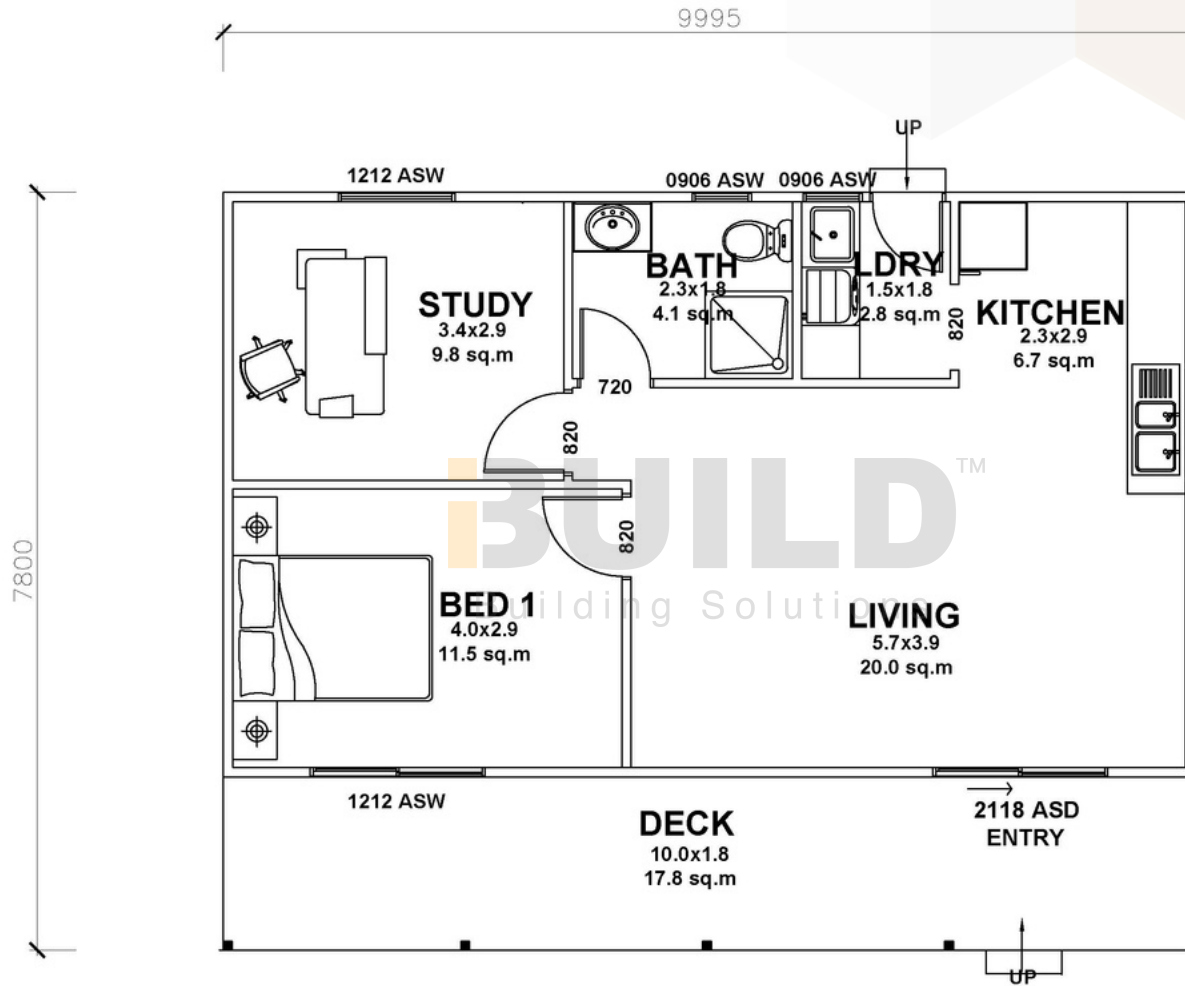 9995
UP
1212 ASW
0906 ASW
0906 ASW
BATH
2.3x1.8
4.1 sq.m
LDRY
1.5x1.8
2.8 sq.m
STUDY
3.4x2.9
9.8 sq.m
KITCHEN
2.3x2.9
6.7 sq.m
820
720
820
iBUILD™
Building Solutions
820
7800
BED 1
4.0x2.9
11.5 sq.m
LIVING
5.7x3.9
20.0 sq.m
1212 ASW
2118 ASD
ENTRY
DECK
10.0x1.8
17.8 sq.m
UP